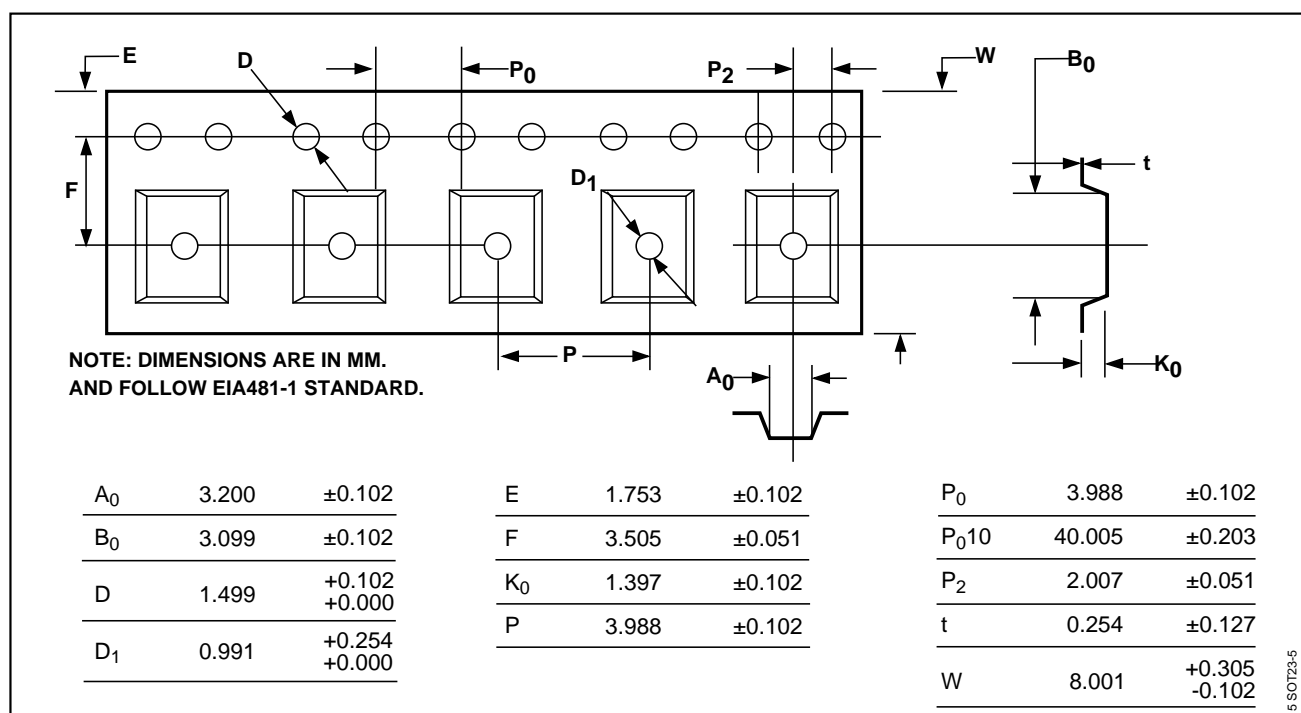 E
D
P0
P2
W
B0
t
F
D1
NOTE: DIMENSIONS ARE IN MM.
AND FOLLOW EIA481-1 STANDARD.
P
A0
K0
A0 3.200 ±0.102
B0 3.099 ±0.102
D 1.499 +0.102
+0.000
D1 0.991 +0.254
+0.000
E 1.753 ±0.102
F 3.505 ±0.051
K0 1.397 ±0.102
P 3.988 ±0.102
P0 3.988 ±0.102
P010 40.005 ±0.203
P2 2.007 ±0.051
t 0.254 ±0.127
W 8.001 +0.305
-0.102
5 SOT23-5